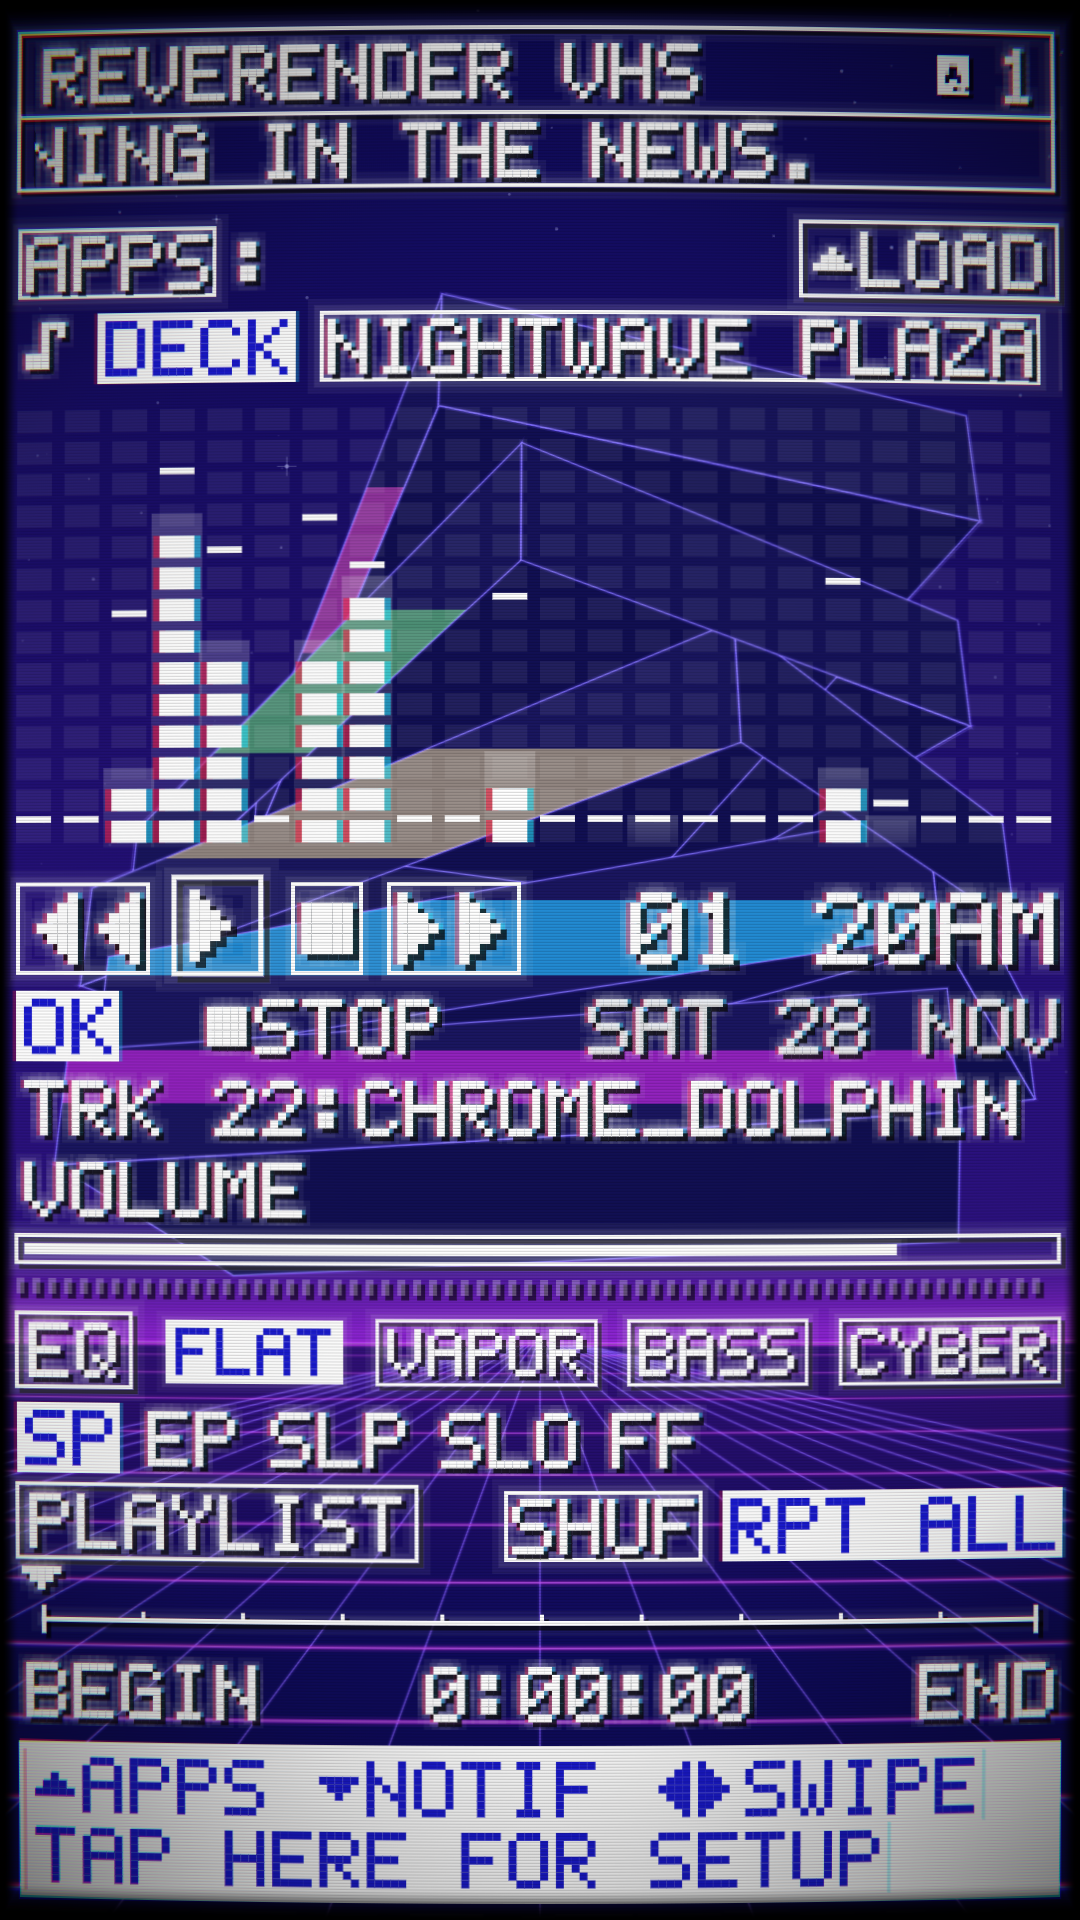 REVERENDER VHS 1
NING IN THE NEWS.
APPS: ▲LOAD
♪ DECK NIGHTWAVE PLAZA
01 20AM
OK ■STOP SAT 28 NOV
TRK 22:CHROME_DOLPHIN
VOLUME
EQ FLAT VAPOR BASS CYBER
SP EP SLP SLO FF
PLAYLIST SHUF RPT ALL
BEGIN 0:00:00 END
▲APPS ▼NOTIF ◀▶SWIPE
TAP HERE FOR SETUP